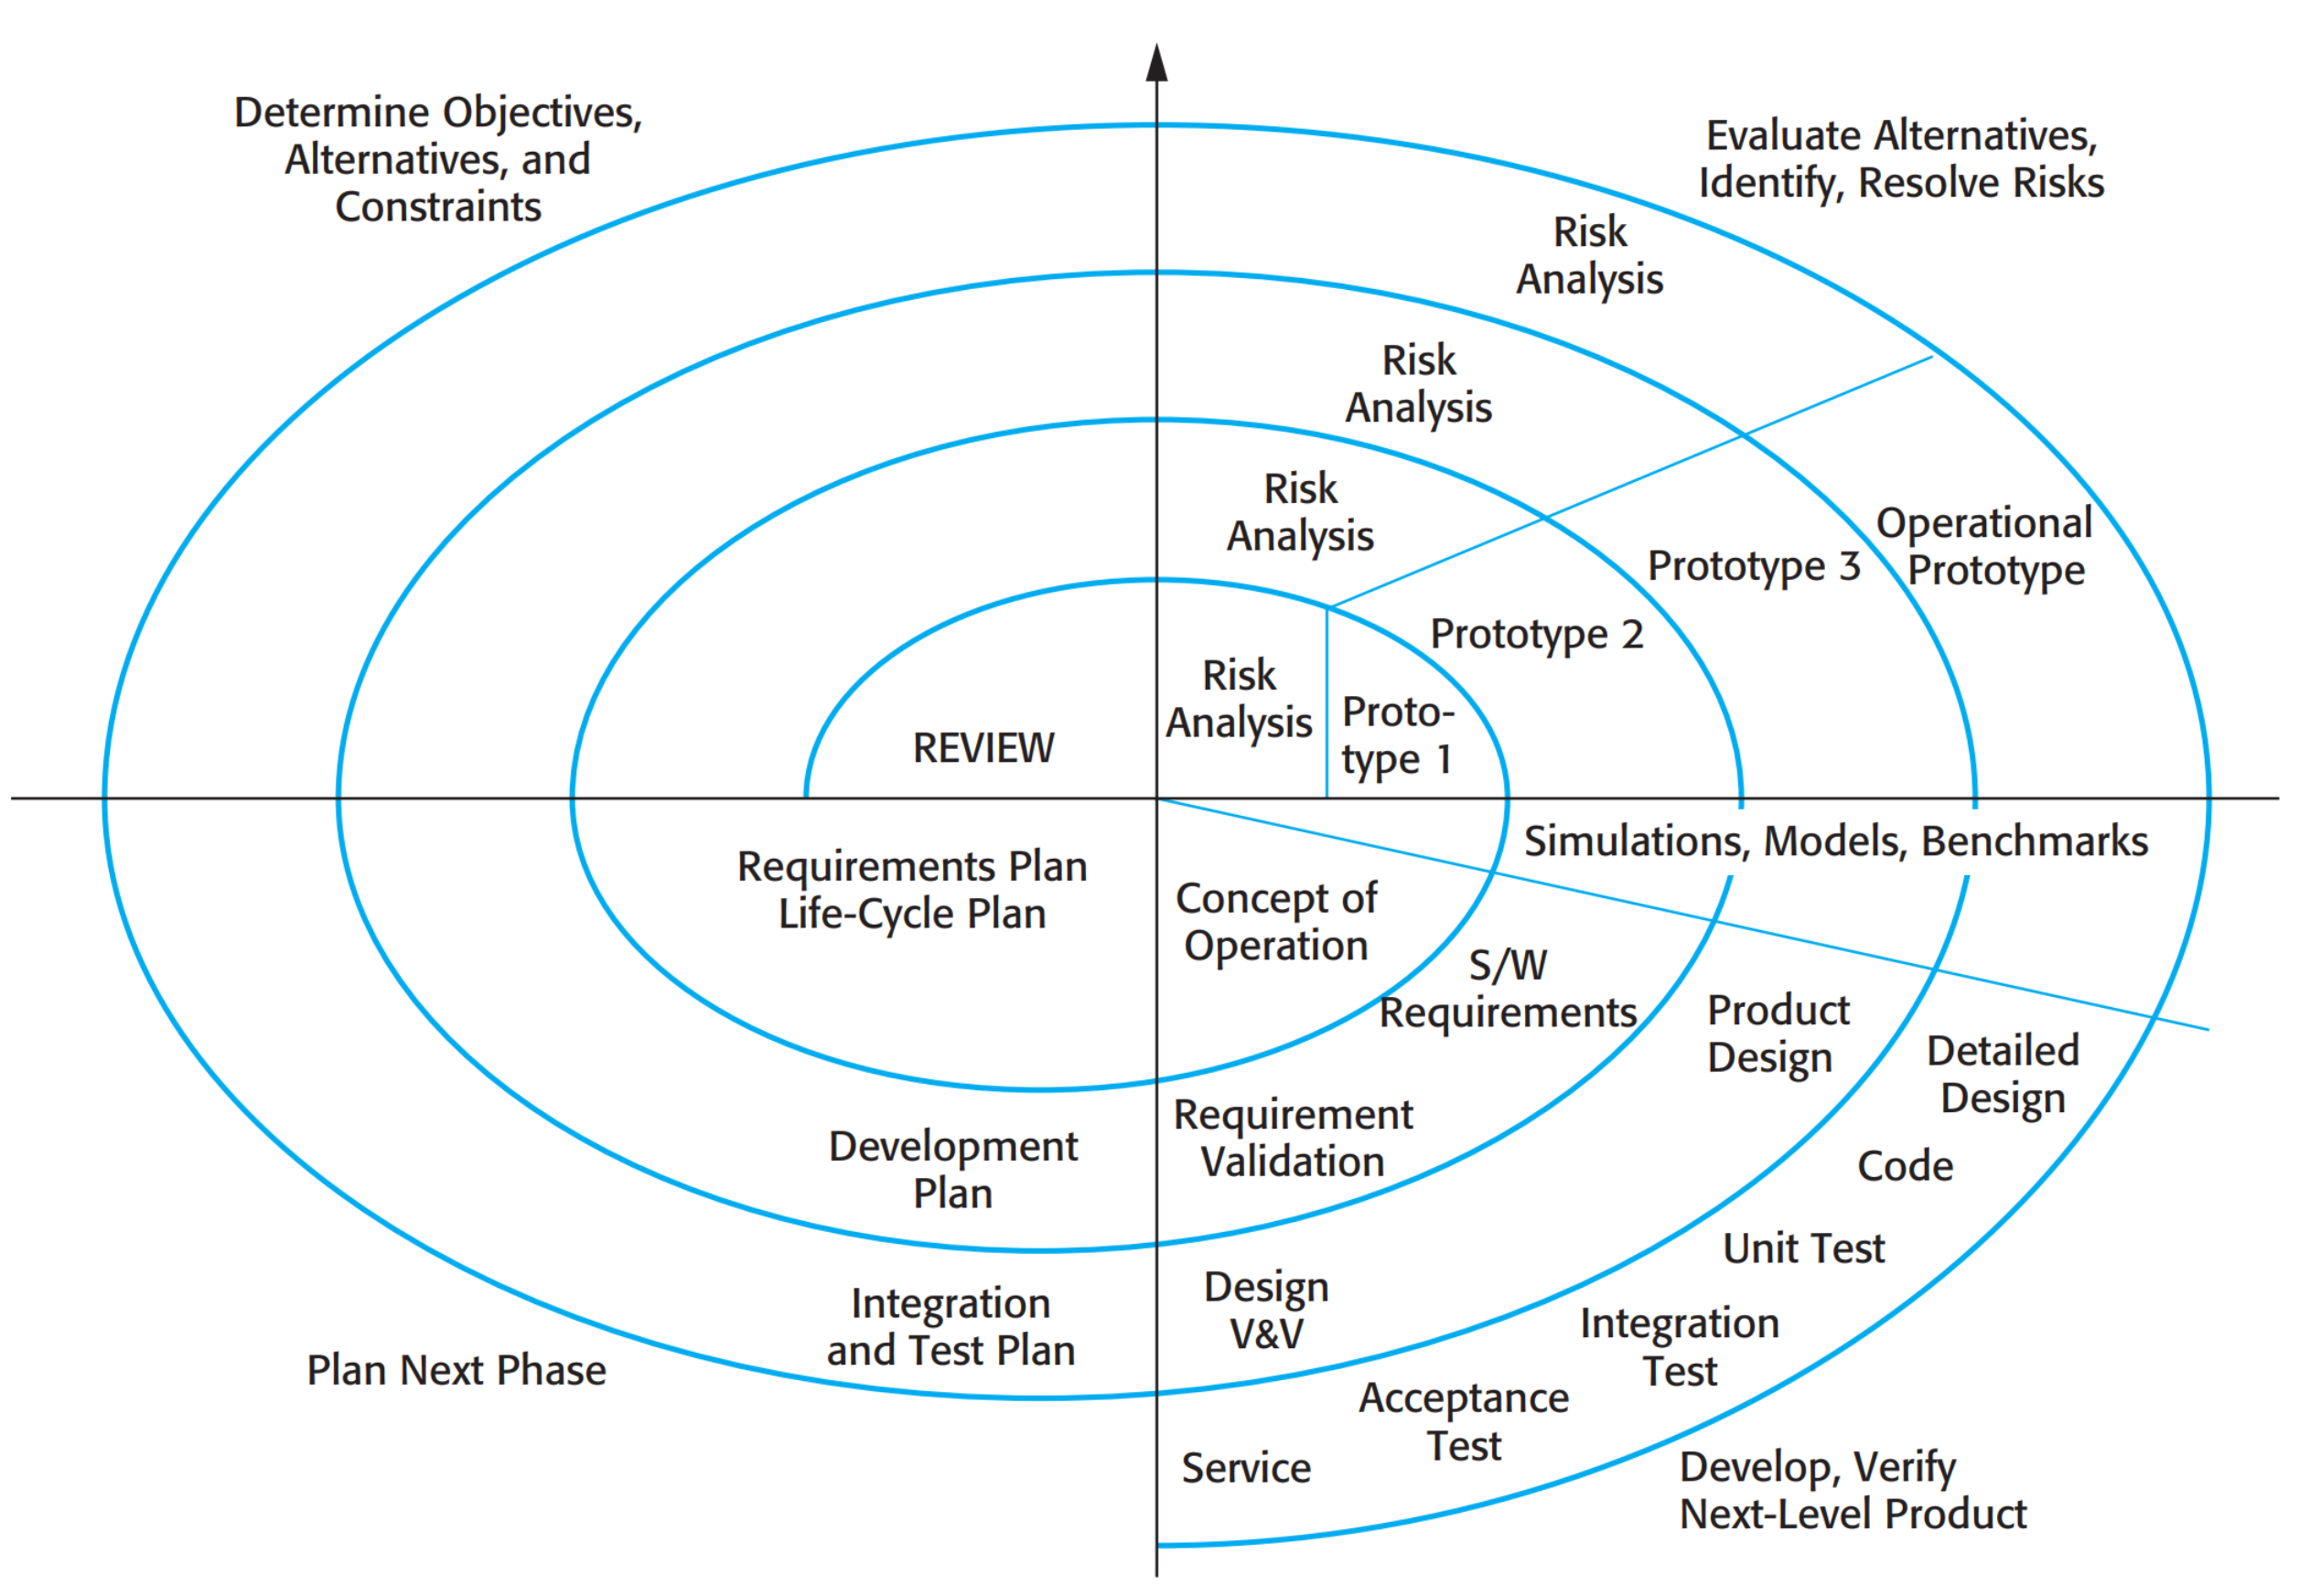 Determine Objectives,
Alternatives, and
Constraints
Evaluate Alternatives,
Identify, Resolve Risks
Risk
Analysis
Risk
Analysis
Risk
Analysis
Operational
Prototype
Prototype 3
Prototype 2
Risk
Analysis
Proto-
type 1
REVIEW
Simulations, Models, Benchmarks
Requirements Plan
Life-Cycle Plan
Concept of
Operation
S/W
Requirements
Product
Design
Detailed
Design
Requirement
Validation
Development
Plan
Code
Unit Test
Design
V&V
Integration
and Test Plan
Integration
Test
Plan Next Phase
Acceptance
Test
Service
Develop, Verify
Next-Level Product